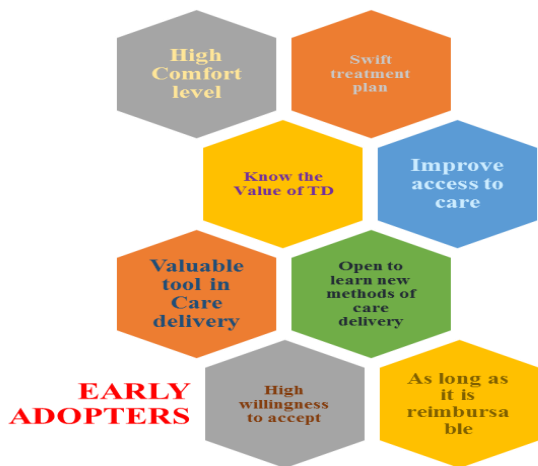 High
Comfort
level
Swift
treatment
plan
Know the
Value of TD
Improve
access to
care
Valuable
tool in
Care
delivery
Open to
learn new
methods of
care
delivery
EARLY
ADOPTERS
High
willingness
to accept
As long as
it is
reimbursa
ble